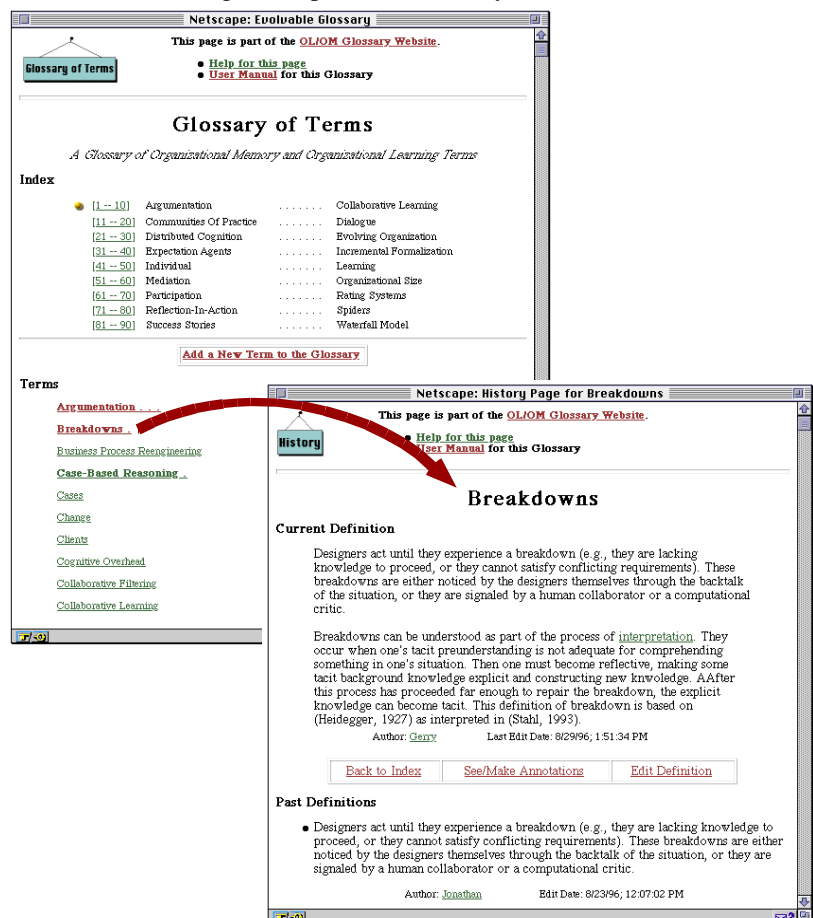 Netscape: Evolvable Glossary
Glossary of Terms
This page is part of the OL/OM Glossary Website.
● Help for this page
● User Manual for this Glossary
Glossary of Terms
A Glossary of Organizational Memory and Organizational Learning Terms
Index
[1 -- 10] Argumentation ....... Collaborative Learning
[11 -- 20] Communities Of Practice ....... Dialogue
[21 -- 30] Distributed Cognition ....... Evolving Organization
[31 -- 40] Expectation Agents ....... Incremental Formalization
[41 -- 50] Individual ....... Learning
[51 -- 60] Mediation ....... Organizational Size
[61 -- 70] Participation ....... Rating Systems
[71 -- 80] Reflection-In-Action ....... Spiders
[81 -- 90] Success Stories ....... Waterfall Model
Add a New Term to the Glossary
Terms
Argumentation . . .
Breakdowns .
Business Process Reengineering
Case-Based Reasoning .
Cases
Change
Clients
Cognitive Overhead
Collaborative Filtering
Collaborative Learning
Netscape: History Page for Breakdowns
History
This page is part of the OL/OM Glossary Website.
● Help for this page
User Manual for this Glossary
Breakdowns
Current Definition
Designers act until they experience a breakdown (e.g., they are lacking
knowledge to proceed, or they cannot satisfy conflicting requirements). These
breakdowns are either noticed by the designers themselves through the backtalk
of the situation, or they are signaled by a human collaborator or a computational
critic.
Breakdowns can be understood as part of the process of interpretation. They
occur when one's tacit preunderstanding is not adequate for comprehending
something in one's situation. Then one must become reflective, making some
tacit background knowledge explicit and constructing new knwoledge. AAfter
this process has proceeded far enough to repair the breakdown, the explicit
knowledge can become tacit. This definition of breakdown is based on
(Heidegger, 1927) as interpreted in (Stahl, 1993).
Author: Gerry Last Edit Date: 8/29/96; 1:51:34 PM
Back to Index See/Make Annotations Edit Definition
Past Definitions
● Designers act until they experience a breakdown (e.g., they are lacking knowledge to
proceed, or they cannot satisfy conflicting requirements). These breakdowns are either
noticed by the designers themselves through the backtalk of the situation, or they are
signaled by a human collaborator or a computational critic.
Author: Jonathan Edit Date: 8/23/96; 12:07:02 PM